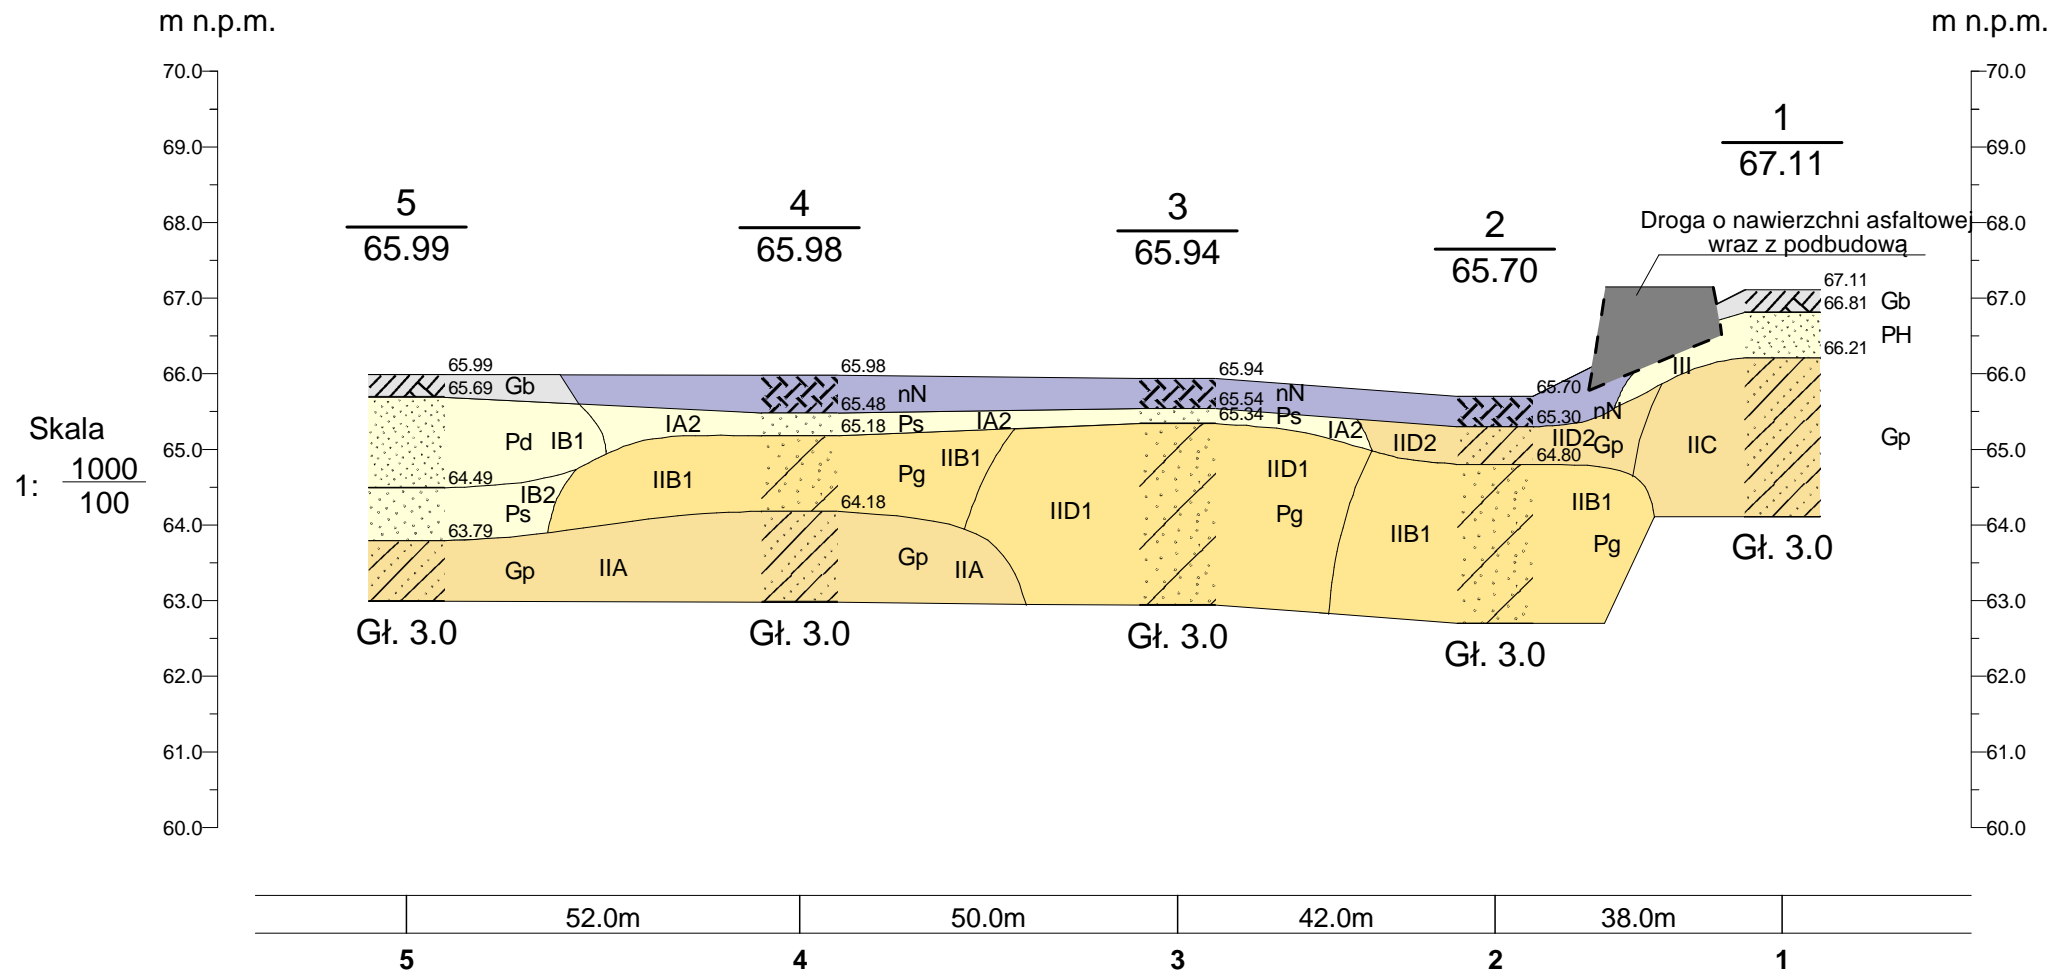 m n.p.m.
m n.p.m.
70.0
70.0
69.0
69.0
68.0
68.0
67.0
67.0
66.0
66.0
65.0
65.0
64.0
64.0
63.0
63.0
62.0
62.0
61.0
61.0
60.0
60.0
Skala
1: 1000
100
5
65.99
4
65.98
3
65.94
2
65.70
1
67.11
Droga o nawierzchni asfaltowej
wraz z podbudową
65.99
65.69
Gb
Pd
IB1
64.49
IB2
Ps
63.79
Gp
IIA
IA2
IIB1
65.98
nN
65.48
Ps
IA2
65.18
IIB1
Pg
64.18
Gp
IIA
IID1
65.94
nN
65.54
Ps
65.34
IA2
IID1
Pg
IID2
IIB1
65.70
nN
65.30
IID2
Gp
64.80
IIB1
Pg
III
IIC
67.11
66.81
Gb
PH
66.21
Gp
Gł. 3.0
Gł. 3.0
Gł. 3.0
Gł. 3.0
Gł. 3.0
52.0m
50.0m
42.0m
38.0m
5
4
3
2
1